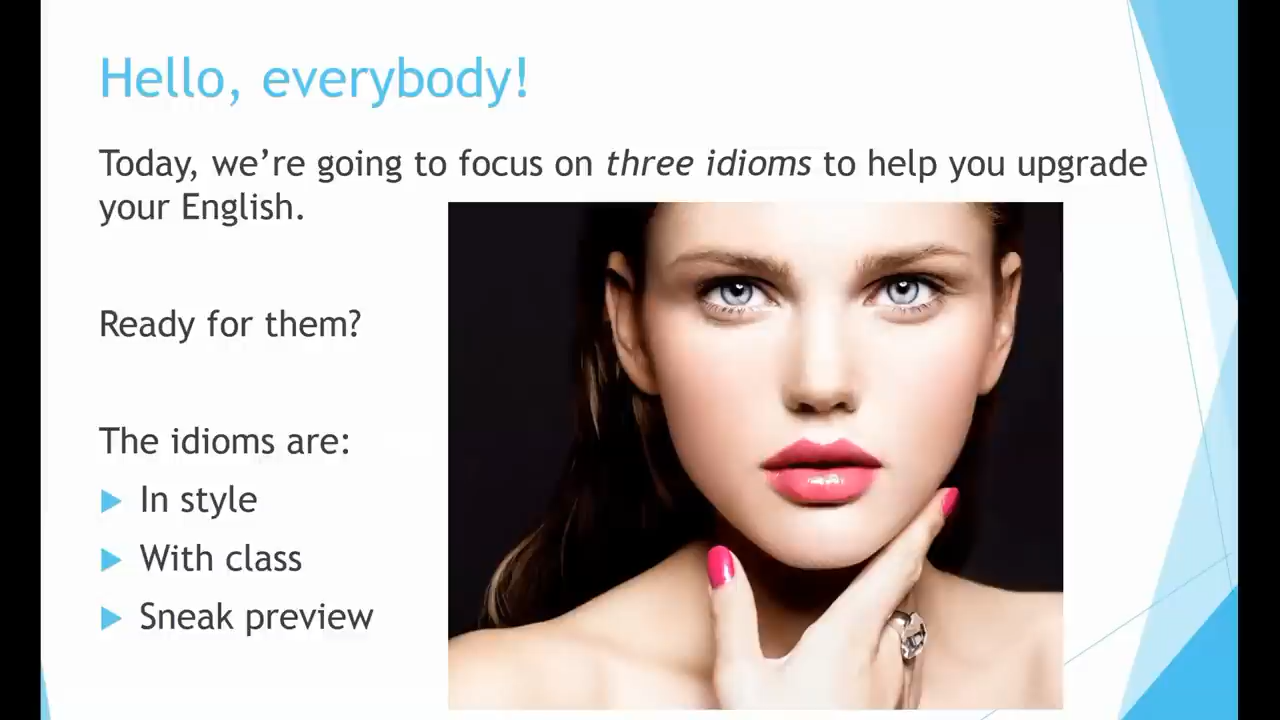 Hello, everybody!
Today, we’re going to focus on three idioms to help you upgrade
your English.
Ready for them?
The idioms are:
In style
With class
Sneak preview